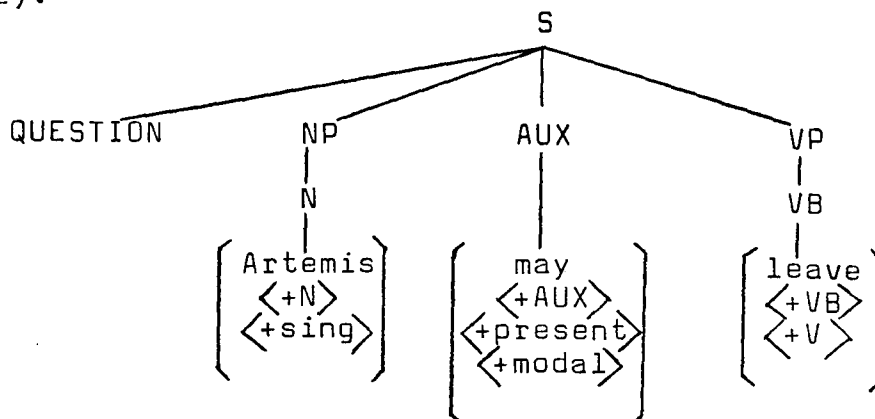 S
QUESTION NP AUX VP
N VB
Artemis may leave
<+N> <+AUX> <+VB>
<+sing> <+present> <+V>
<+modal>